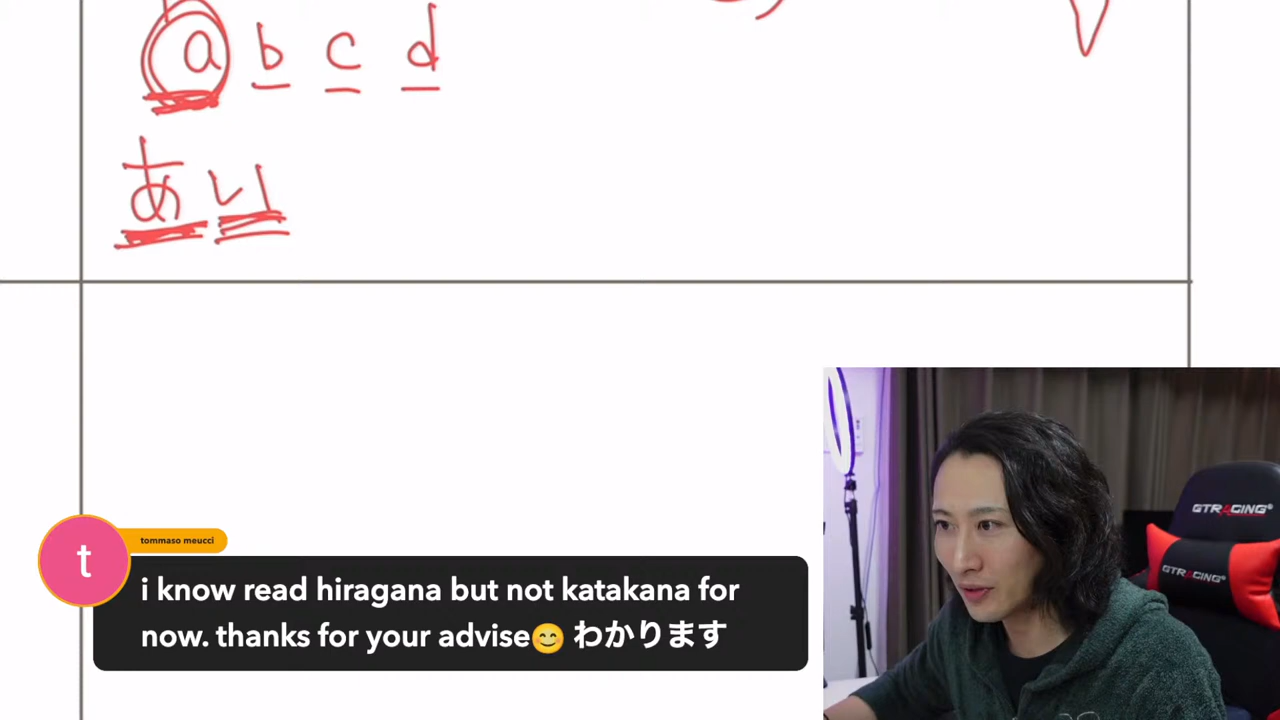 a b c d
あい
tommaso meucci
t
i know read hiragana but not katakana for
now. thanks for your advise😊 わかります
GTRACING®
GTRACING®